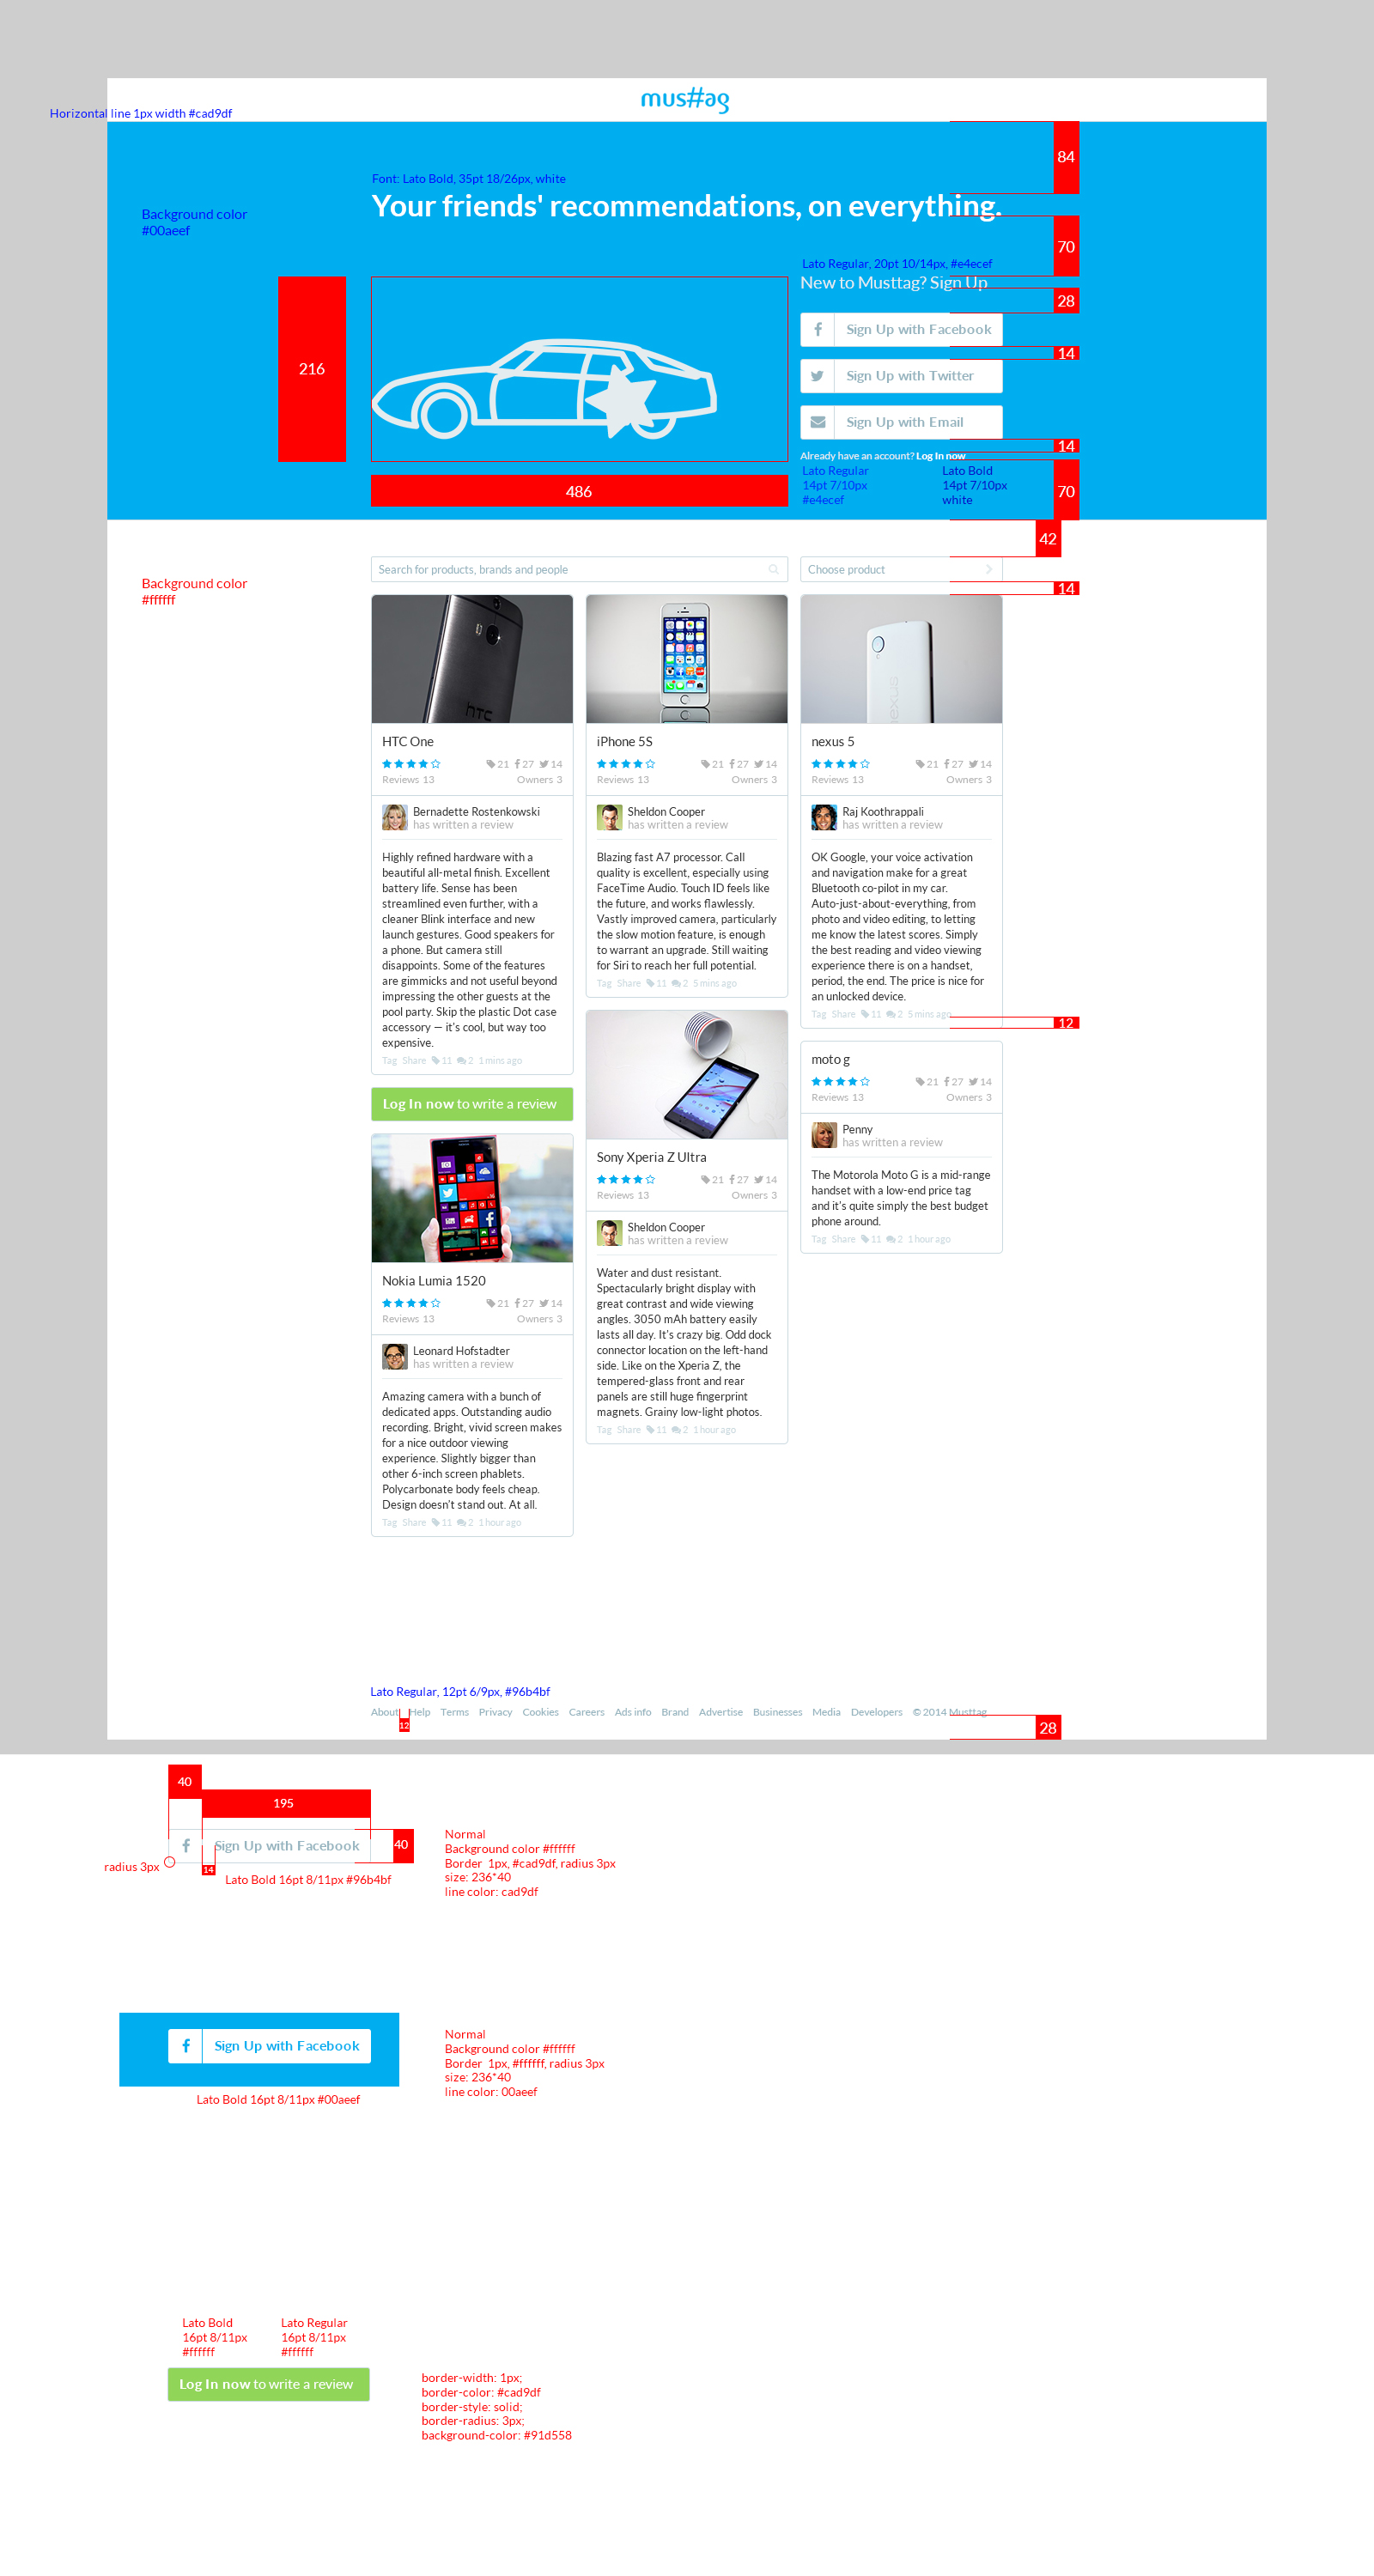 musttag
Horizontal line 1px width #cad9df
84
Font: Lato Bold, 35pt 18/26px, white
Your friends' recommendations, on everything.
Background color
#00aeef
70
Lato Regular, 20pt 10/14px, #e4ecef
New to Musttag? Sign Up
28
Sign Up with Facebook
14
216
Sign Up with Twitter
Sign Up with Email
14
Already have an account? Log In now
Lato Regular
14pt 7/10px
#e4ecef
Lato Bold
14pt 7/10px
white
70
486
42
Search for products, brands and people
Choose product
14
Background color
#ffffff
hTC
HTC One
21 27 14
Reviews 13
Owners 3
Bernadette Rostenkowski
has written a review
Highly refined hardware with a
beautiful all-metal finish. Excellent
battery life. Sense has been
streamlined even further, with a
cleaner Blink interface and new
launch gestures. Good speakers for
a phone. But camera still
disappoints. Some of the features
are gimmicks and not useful beyond
impressing the other guests at the
pool party. Skip the plastic Dot case
accessory — it's cool, but way too
expensive.
Tag Share 11 2 1 mins ago
Log In now to write a review
Nokia Lumia 1520
21 27 14
Reviews 13
Owners 3
Leonard Hofstadter
has written a review
Amazing camera with a bunch of
dedicated apps. Outstanding audio
recording. Bright, vivid screen makes
for a nice outdoor viewing
experience. Slightly bigger than
other 6-inch screen phablets.
Polycarbonate body feels cheap.
Design doesn't stand out. At all.
Tag Share 11 2 1 hour ago
iPhone 5S
21 27 14
Reviews 13
Owners 3
Sheldon Cooper
has written a review
Blazing fast A7 processor. Call
quality is excellent, especially using
FaceTime Audio. Touch ID feels like
the future, and works flawlessly.
Vastly improved camera, particularly
the slow motion feature, is enough
to warrant an upgrade. Still waiting
for Siri to reach her full potential.
Tag Share 11 2 5 mins ago
Sony Xperia Z Ultra
21 27 14
Reviews 13
Owners 3
Sheldon Cooper
has written a review
Water and dust resistant.
Spectacularly bright display with
great contrast and wide viewing
angles. 3050 mAh battery easily
lasts all day. It's crazy big. Odd dock
connector location on the left-hand
side. Like on the Xperia Z, the
tempered-glass front and rear
panels are still huge fingerprint
magnets. Grainy low-light photos.
Tag Share 11 2 1 hour ago
nexus
nexus 5
21 27 14
Reviews 13
Owners 3
Raj Koothrappali
has written a review
OK Google, your voice activation
and navigation make for a great
Bluetooth co-pilot in my car.
Auto-just-about-everything, from
photo and video editing, to letting
me know the latest scores. Simply
the best reading and video viewing
experience there is on a handset,
period, the end. The price is nice for
an unlocked device.
Tag Share 11 2 5 mins ago
12
moto g
21 27 14
Reviews 13
Owners 3
Penny
has written a review
The Motorola Moto G is a mid-range
handset with a low-end price tag
and it's quite simply the best budget
phone around.
Tag Share 11 2 1 hour ago
Lato Regular, 12pt 6/9px, #96b4bf
About Help Terms Privacy Cookies Careers Ads info Brand Advertise Businesses Media Developers © 2014 Musttag
12
28
40
195
Sign Up with Facebook
40
radius 3px
14
Lato Bold 16pt 8/11px #96b4bf
Normal
Background color #ffffff
Border 1px, #cad9df, radius 3px
size: 236*40
line color: cad9df
Sign Up with Facebook
Lato Bold 16pt 8/11px #00aeef
Normal
Background color #ffffff
Border 1px, #ffffff, radius 3px
size: 236*40
line color: 00aeef
Lato Bold
16pt 8/11px
#ffffff
Lato Regular
16pt 8/11px
#ffffff
Log In now to write a review
border-width: 1px;
border-color: #cad9df
border-style: solid;
border-radius: 3px;
background-color: #91d558